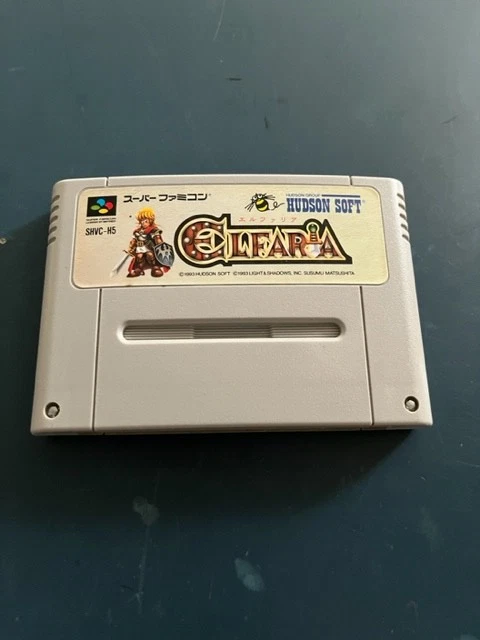 スーパーファミコン
SHVC-H5
HUDSON GROUP
HUDSON SOFT
エルファリア
ELFARIA
©1993 HUDSON SOFT ©1993 LIGHT&SHADOWS, INC. SUSUMU MATSUSHITA